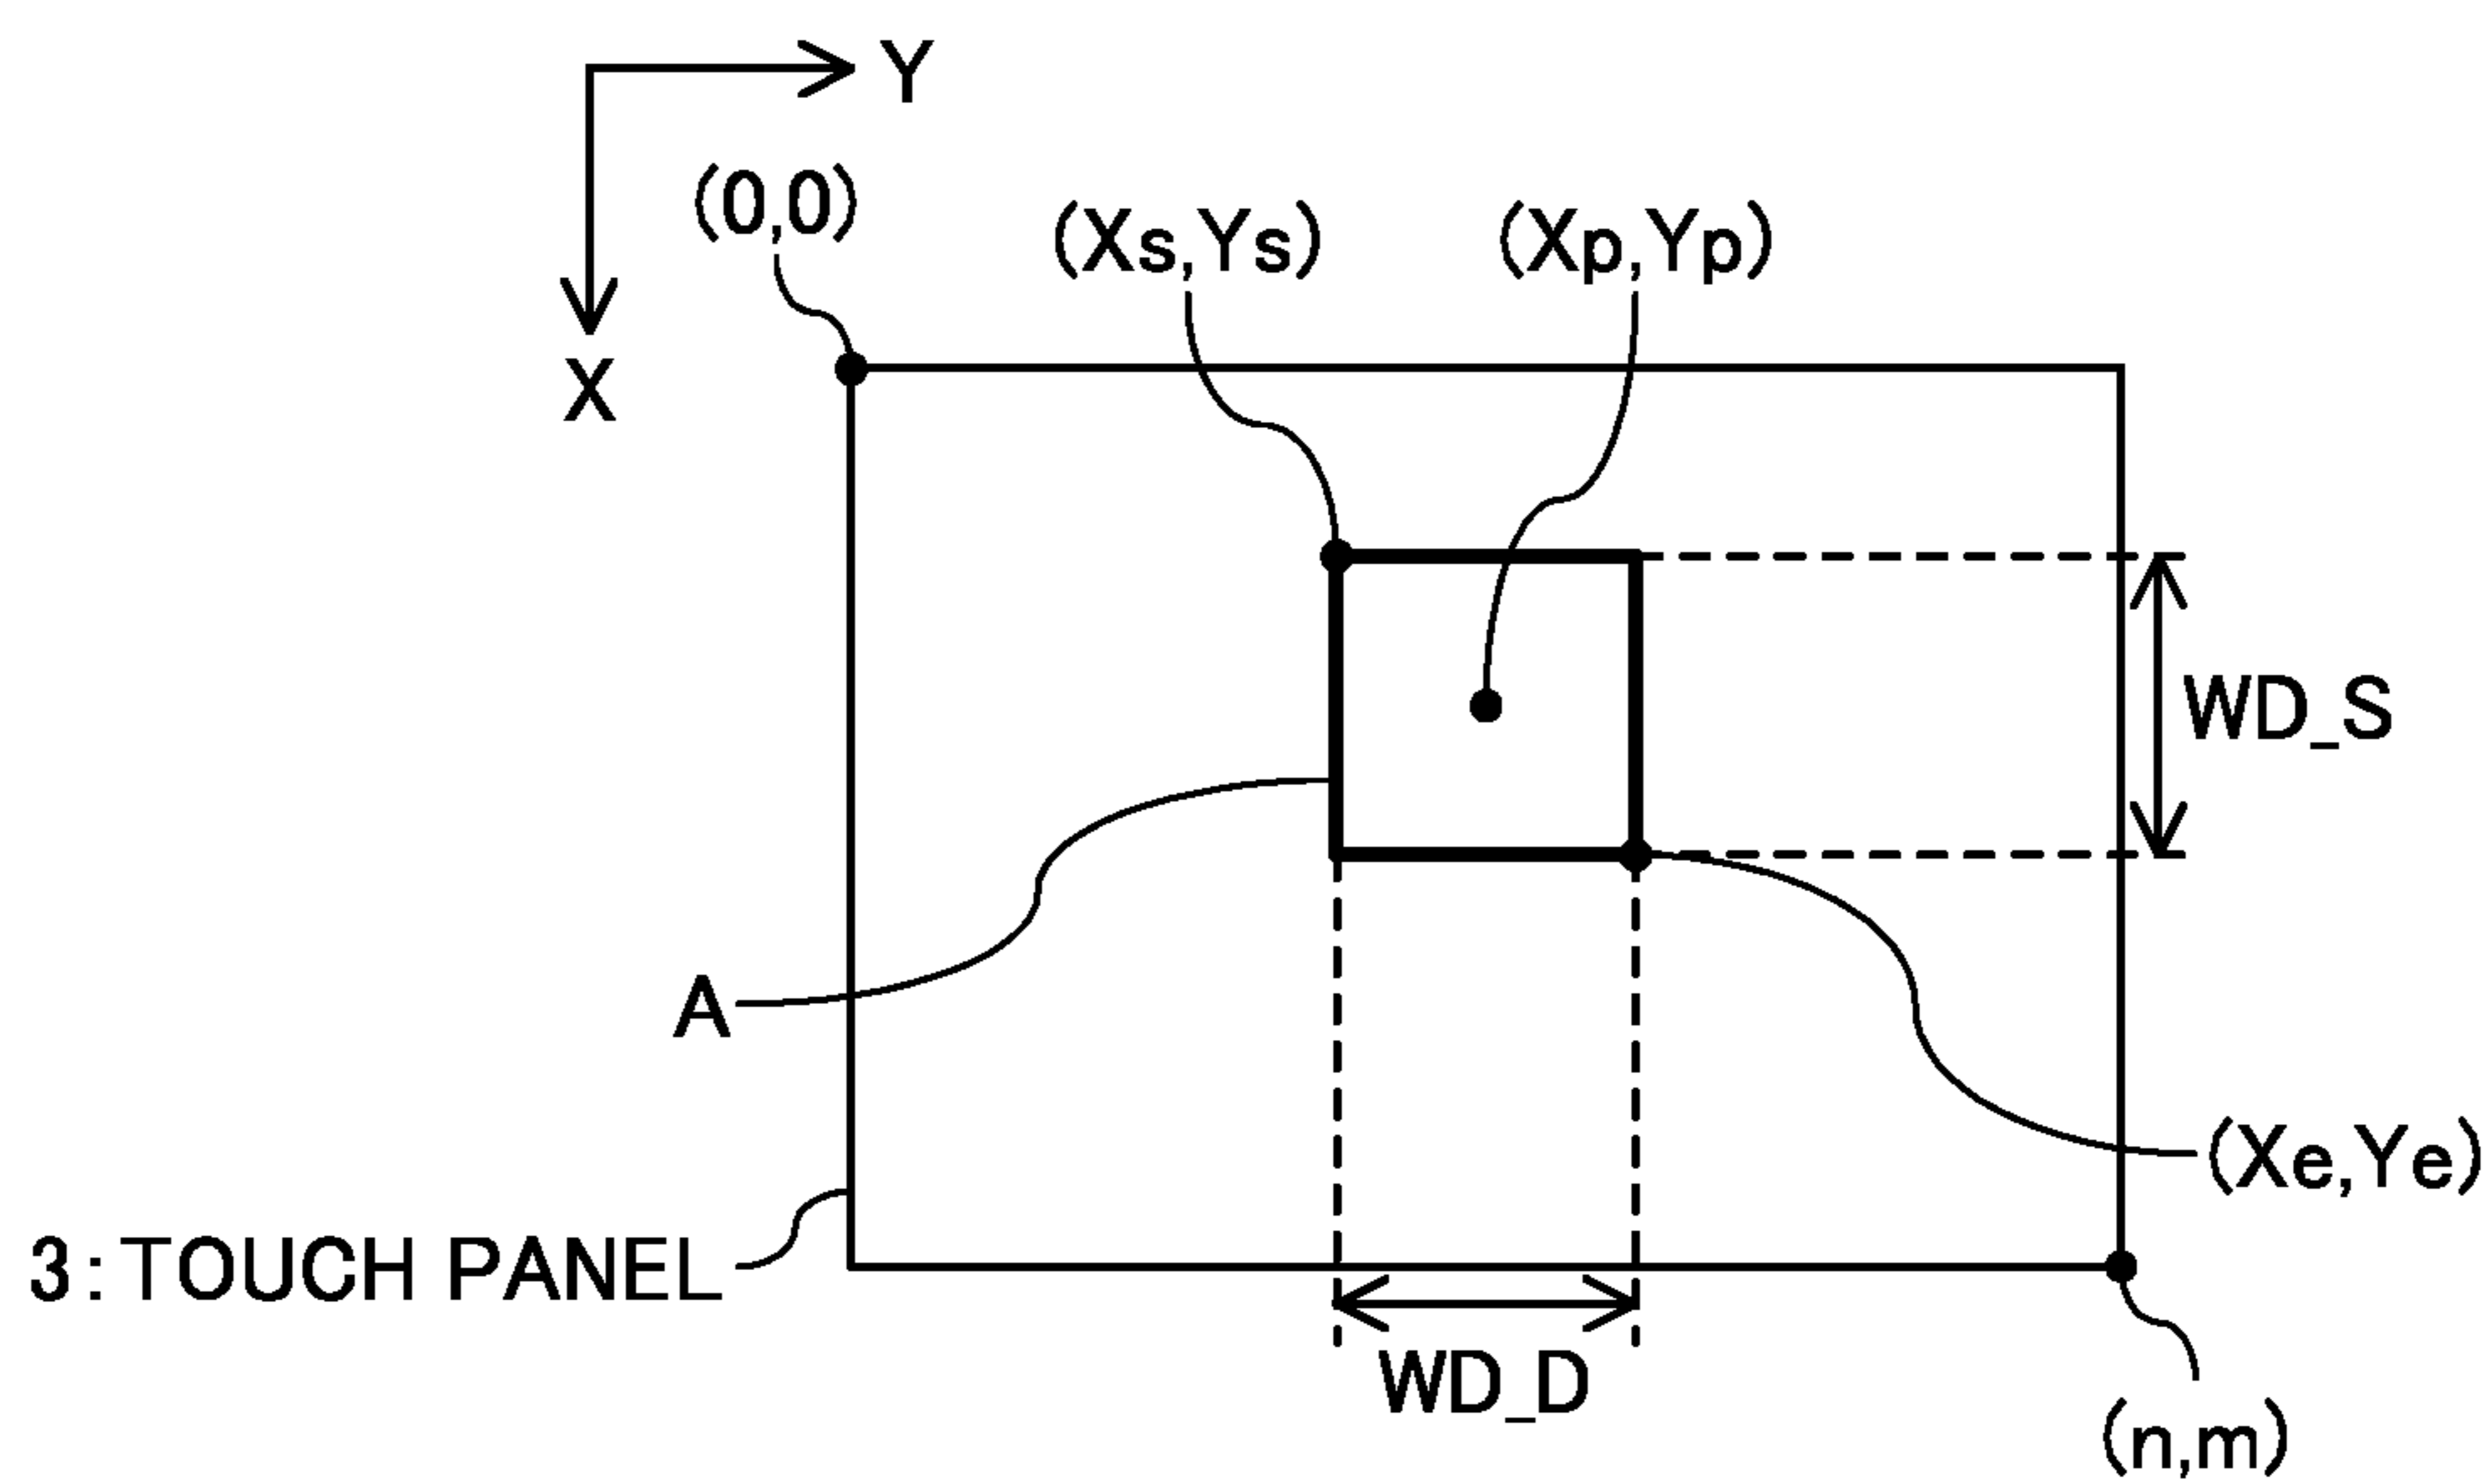 Y
(0,0)
(Xs,Ys)
(Xp,Yp)
X
WD_S
A
(Xe,Ye)
3:TOUCH PANEL
WD_D
(n,m)